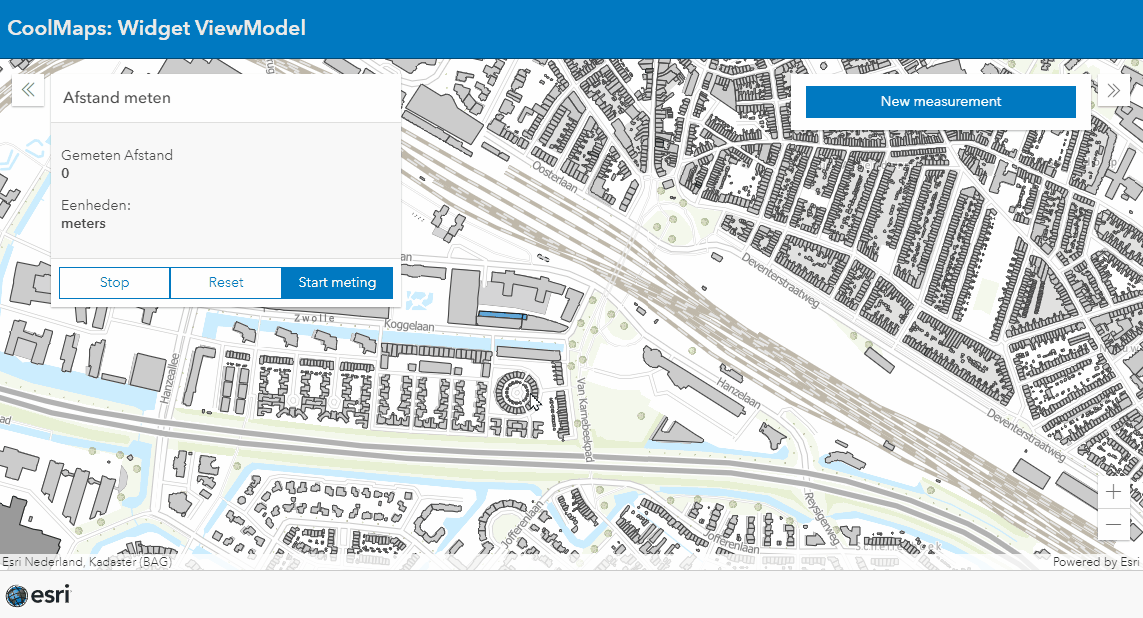 CoolMaps: Widget ViewModel
Afstand meten
New measurement
Gemeten Afstand
0
Eenheden:
meters
Stop
Reset
Start meting
Oosterlaan
Deventerstraatweg
Zwolle
Koggelaan
Hanzeallee
Van Karnebeekpad
Hanzelaan
Deventerstraatweg
Jofferenlaan
Jofferenlaan
Reysigerweg
Esri Nederland, Kadaster (BAG)
Powered by Esri
esri